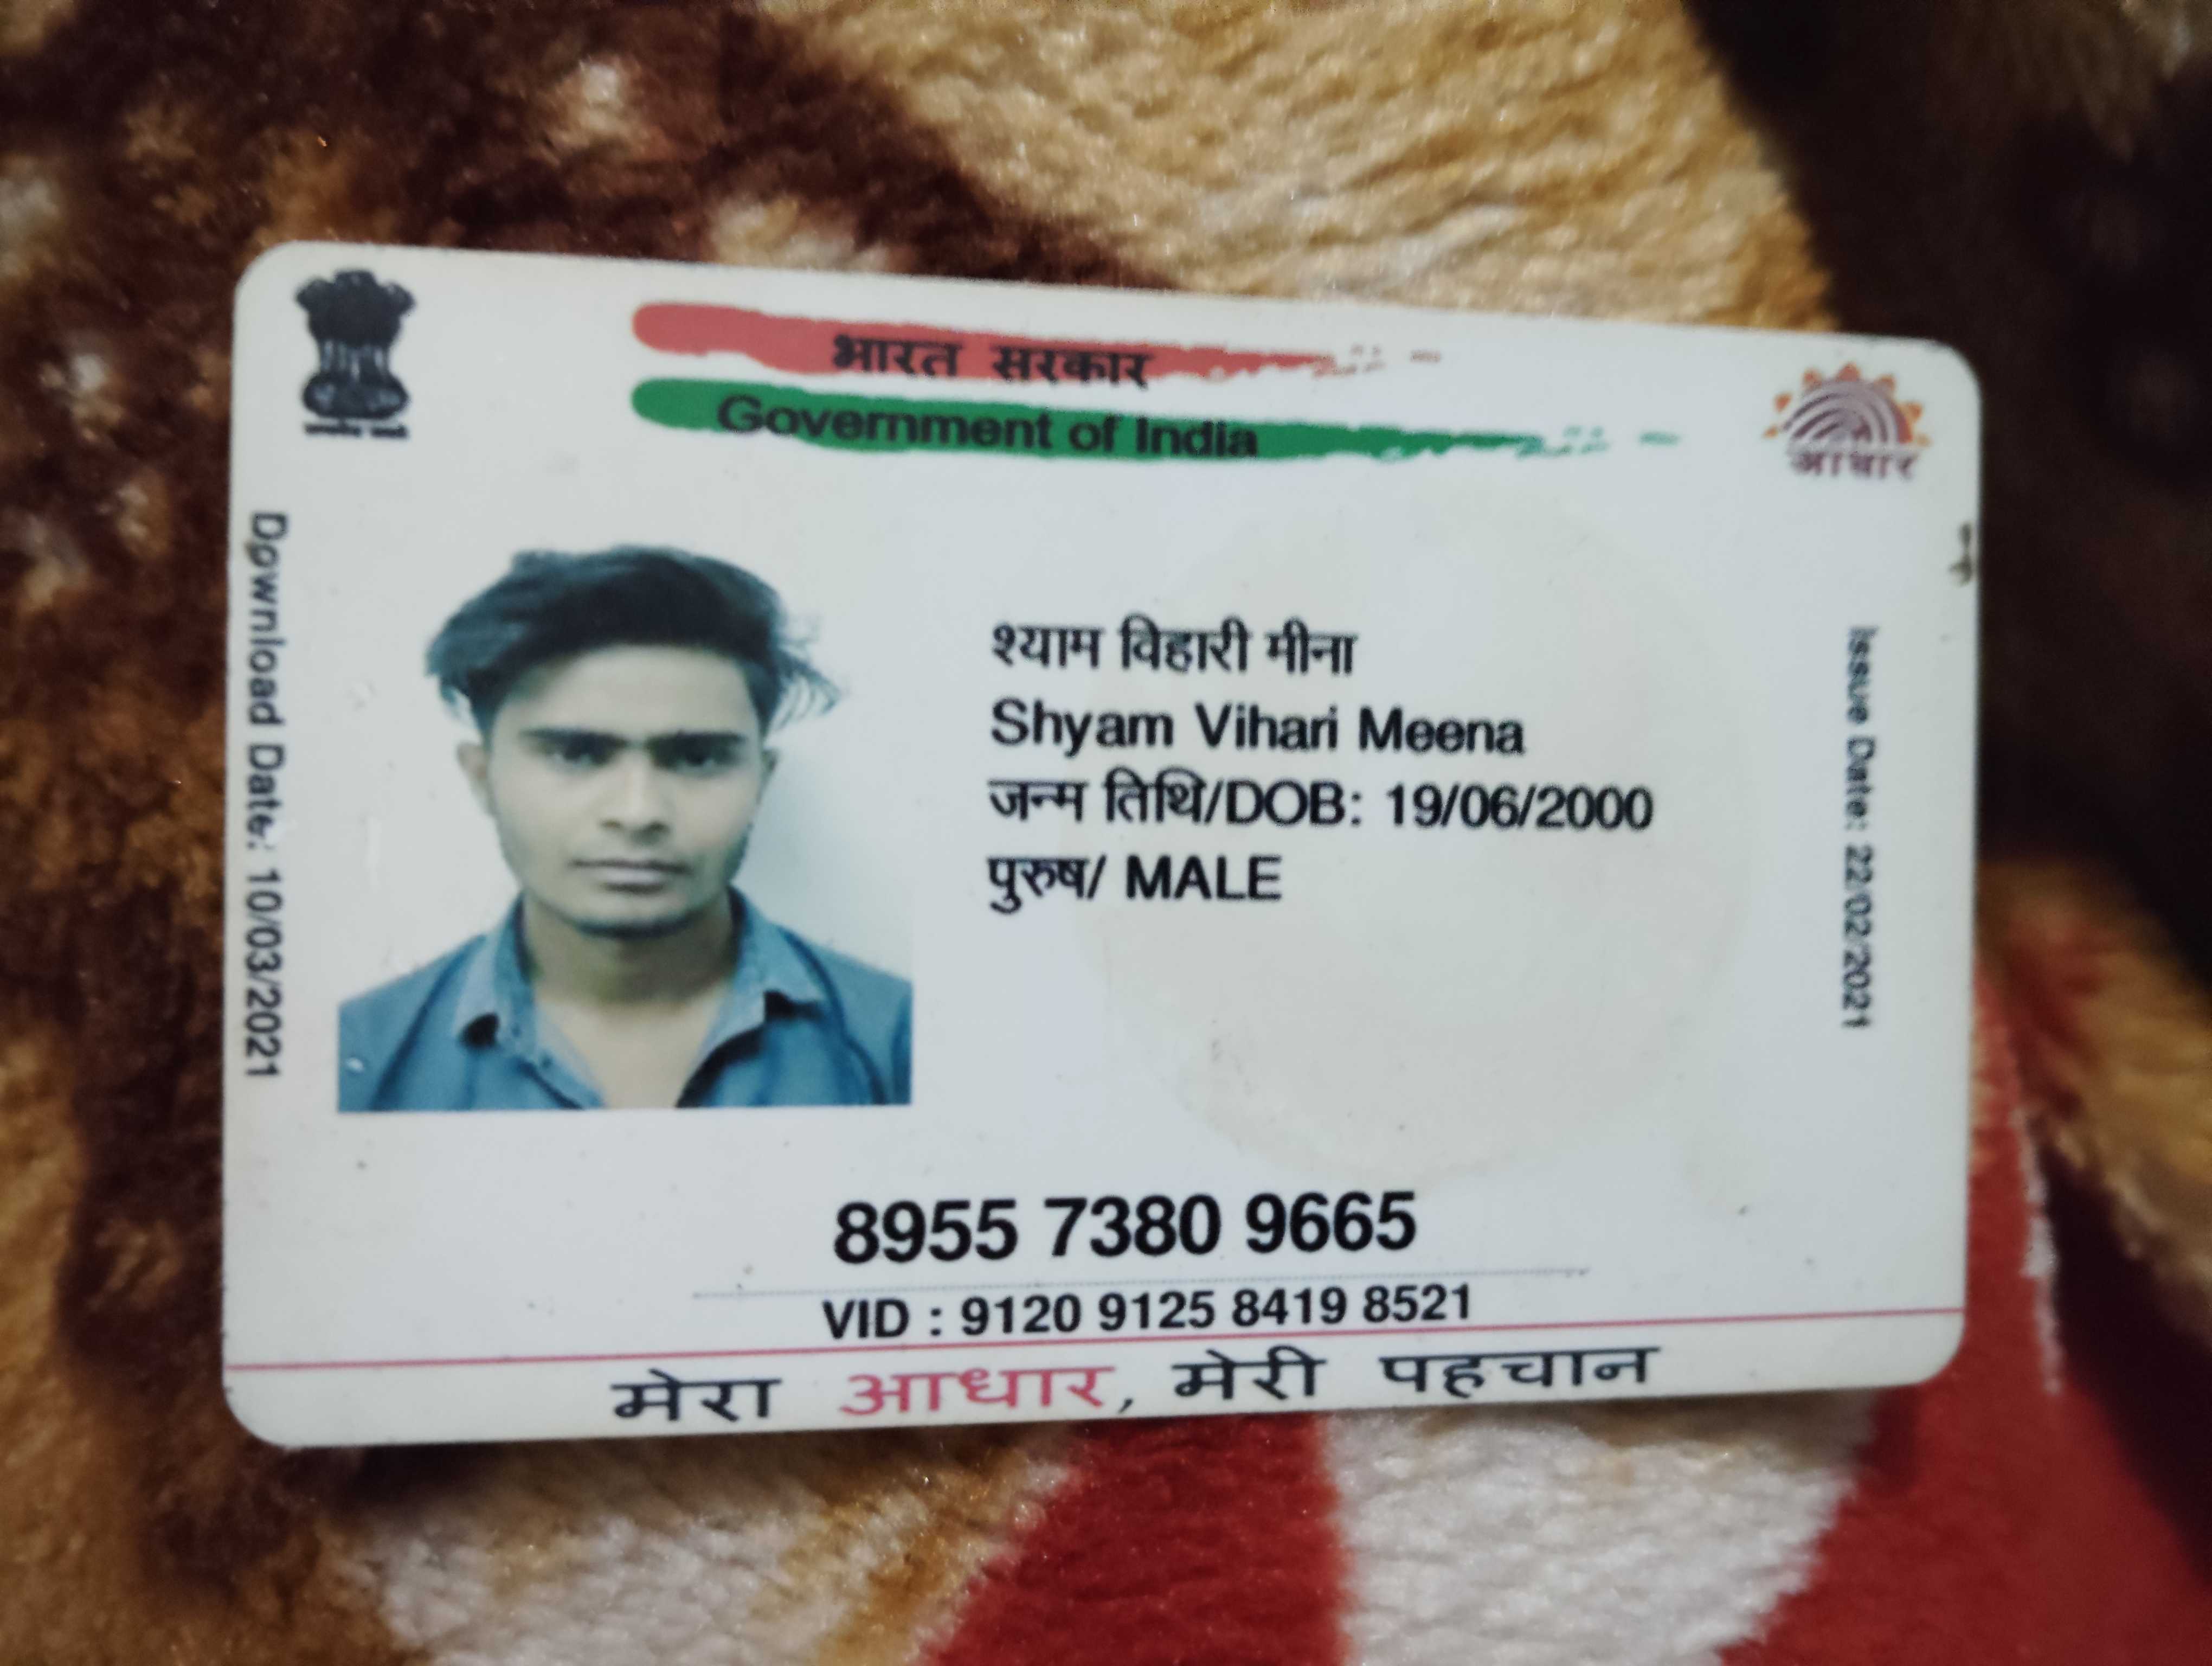 भारत सरकार
Government of India
आधार
Download Date: 10/03/2021
श्याम विहारी मीना
Shyam Vihari Meena
जन्म तिथि/DOB: 19/06/2000
पुरुष/ MALE
Issue Date: 22/02/2021
8955 7380 9665
VID : 9120 9125 8419 8521
मेरा आधार, मेरी पहचान